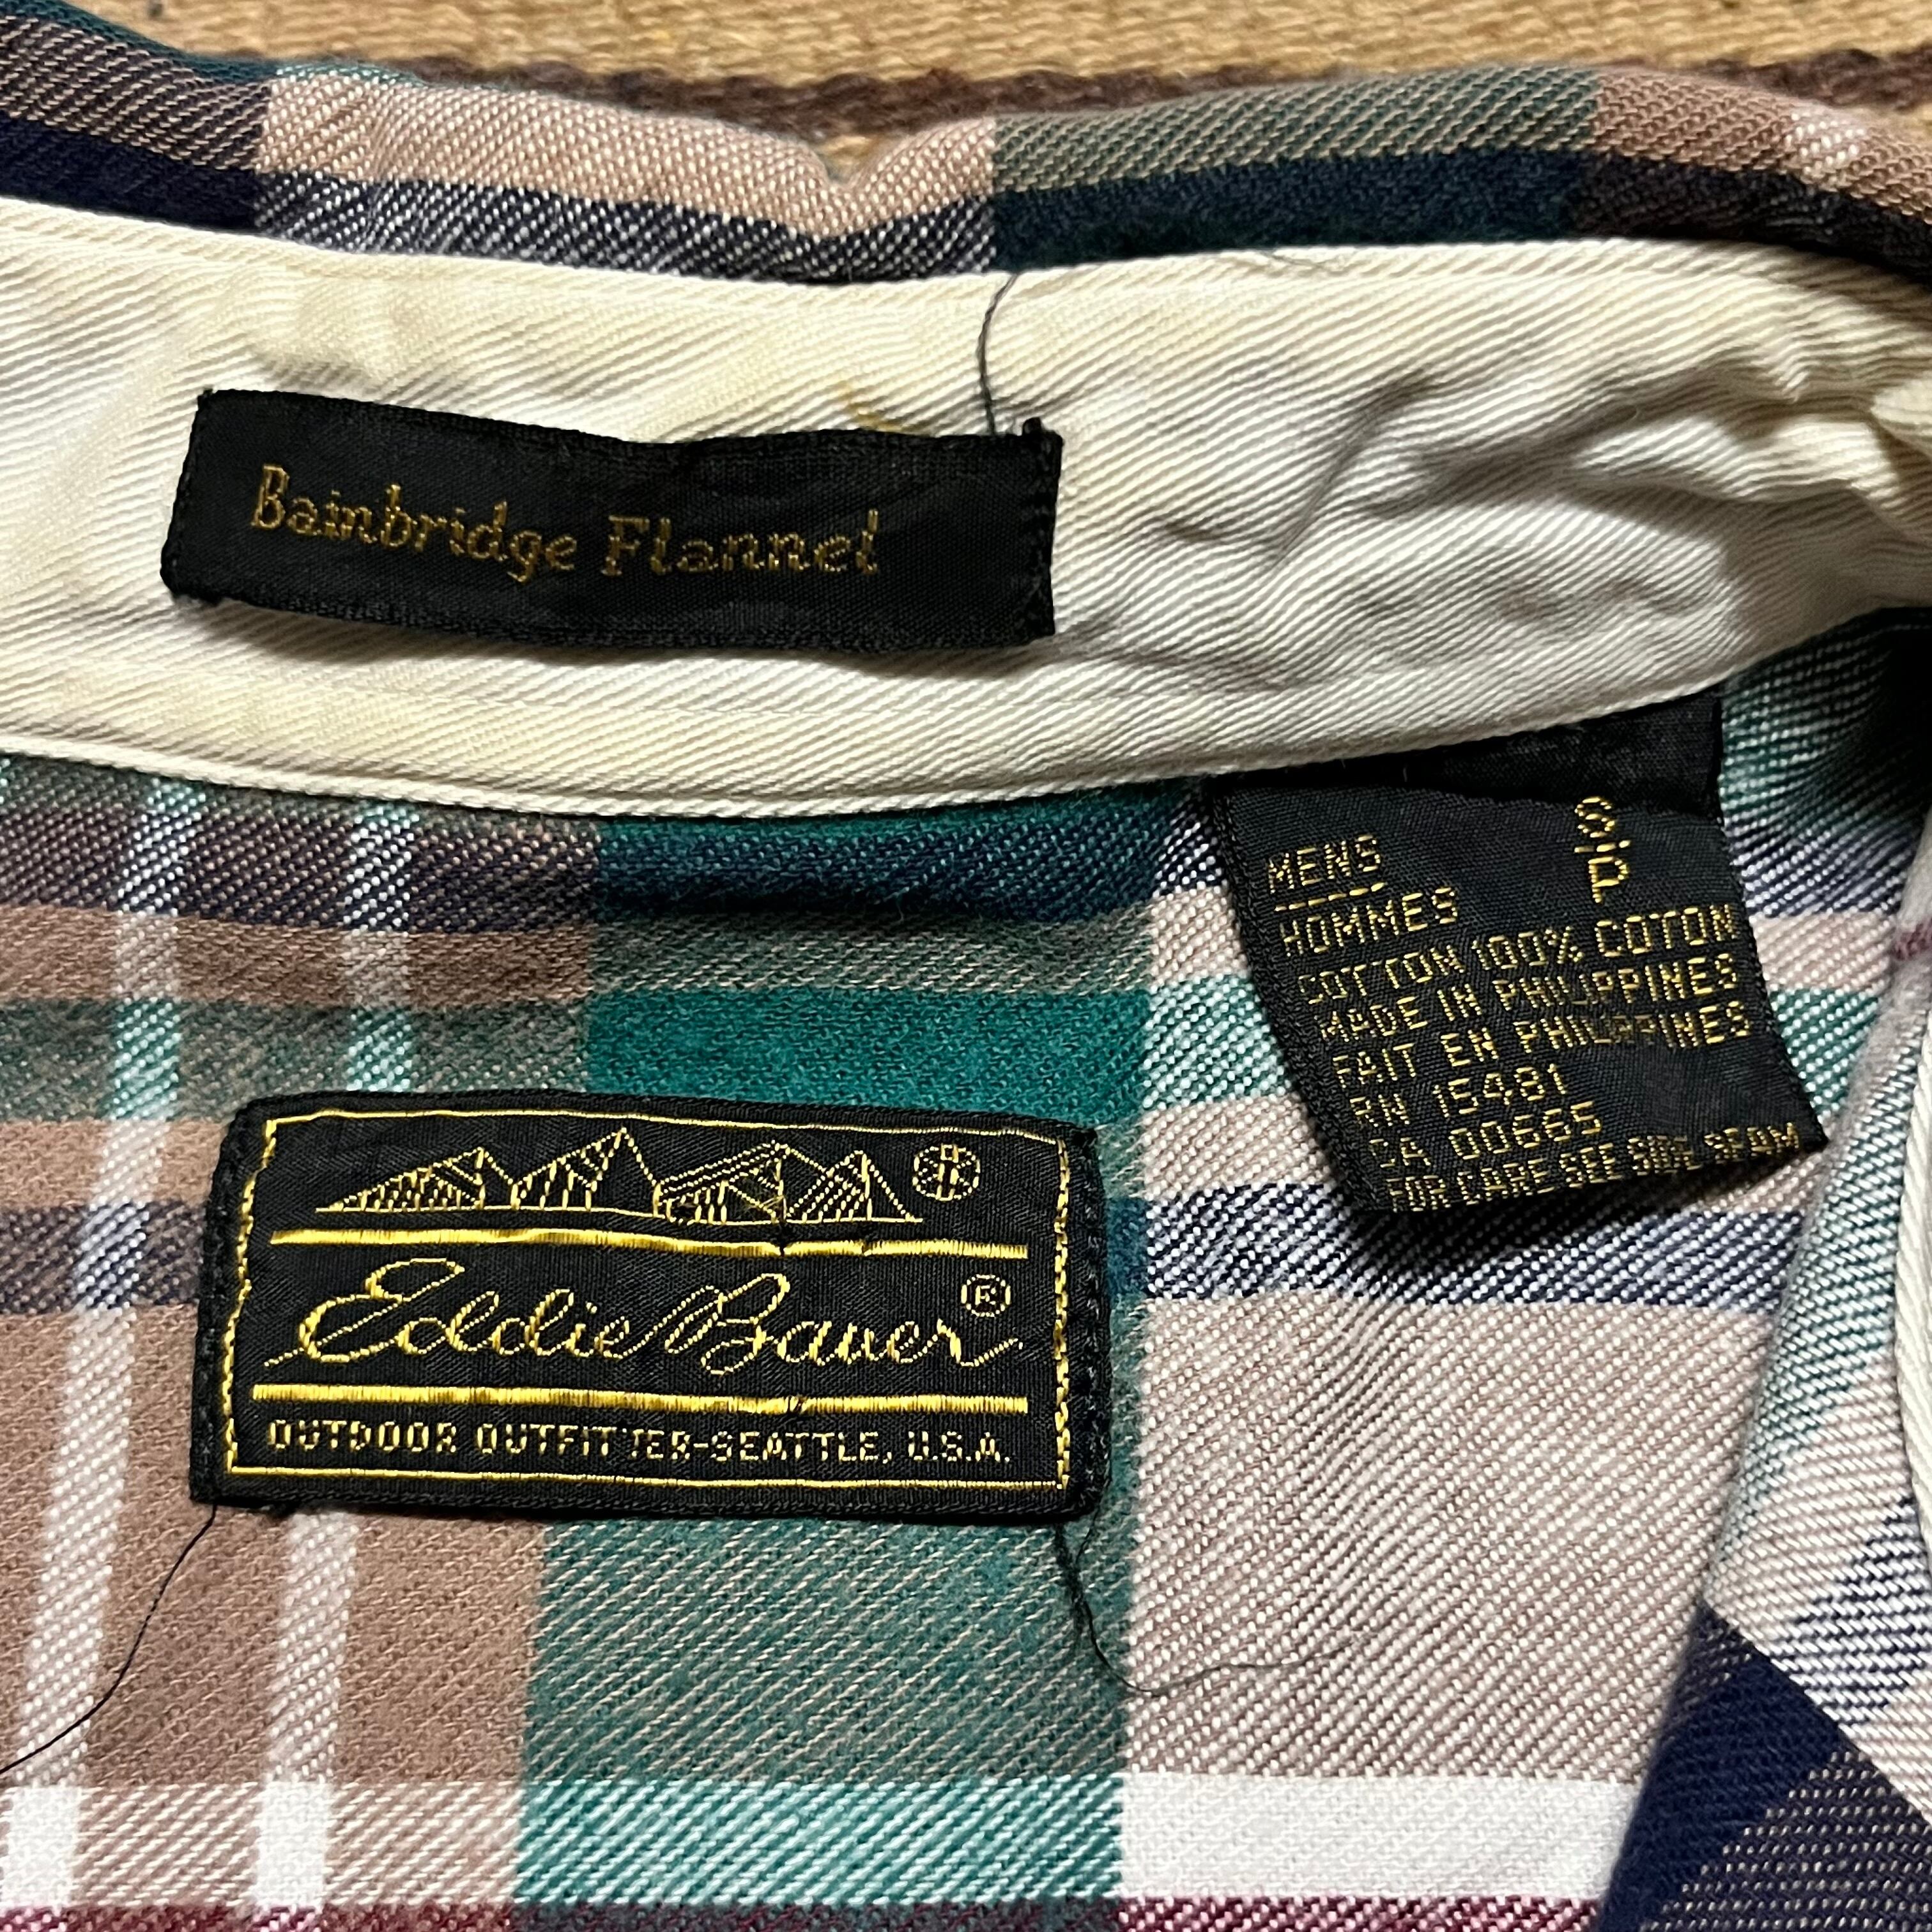 Bainbridge Flannel
MENS
HOMMES
S/P
COTTON 100% COTON
MADE IN PHILIPPINES
FAIT EN PHILIPPINES
RN 15481
CA 00665
FOR CARE SEE SIDE SEAM
Eddie Bauer ®
OUTDOOR OUTFITTER-SEATTLE, U.S.A.